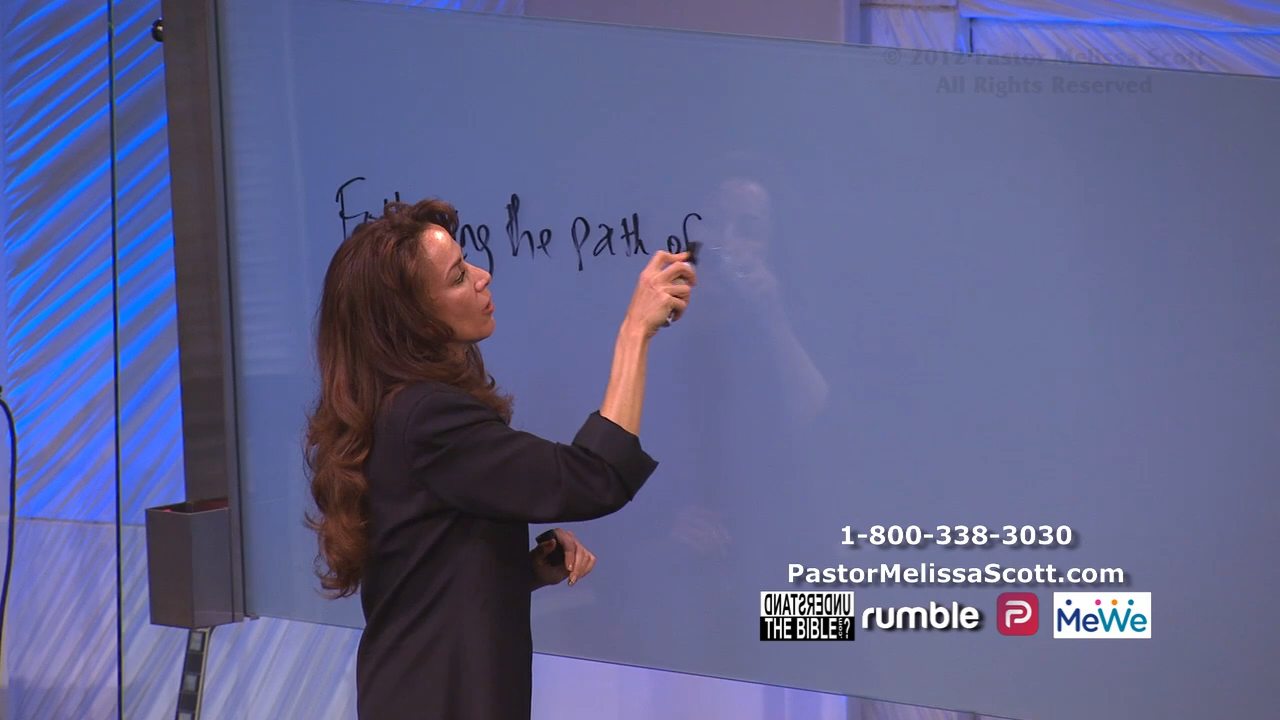 © 2012 Pastor Melissa Scott
All Rights Reserved
the path of
1-800-338-3030
PastorMelissaScott.com
UNDERSTAND
THE BIBLE?
rumble
P
MeWe